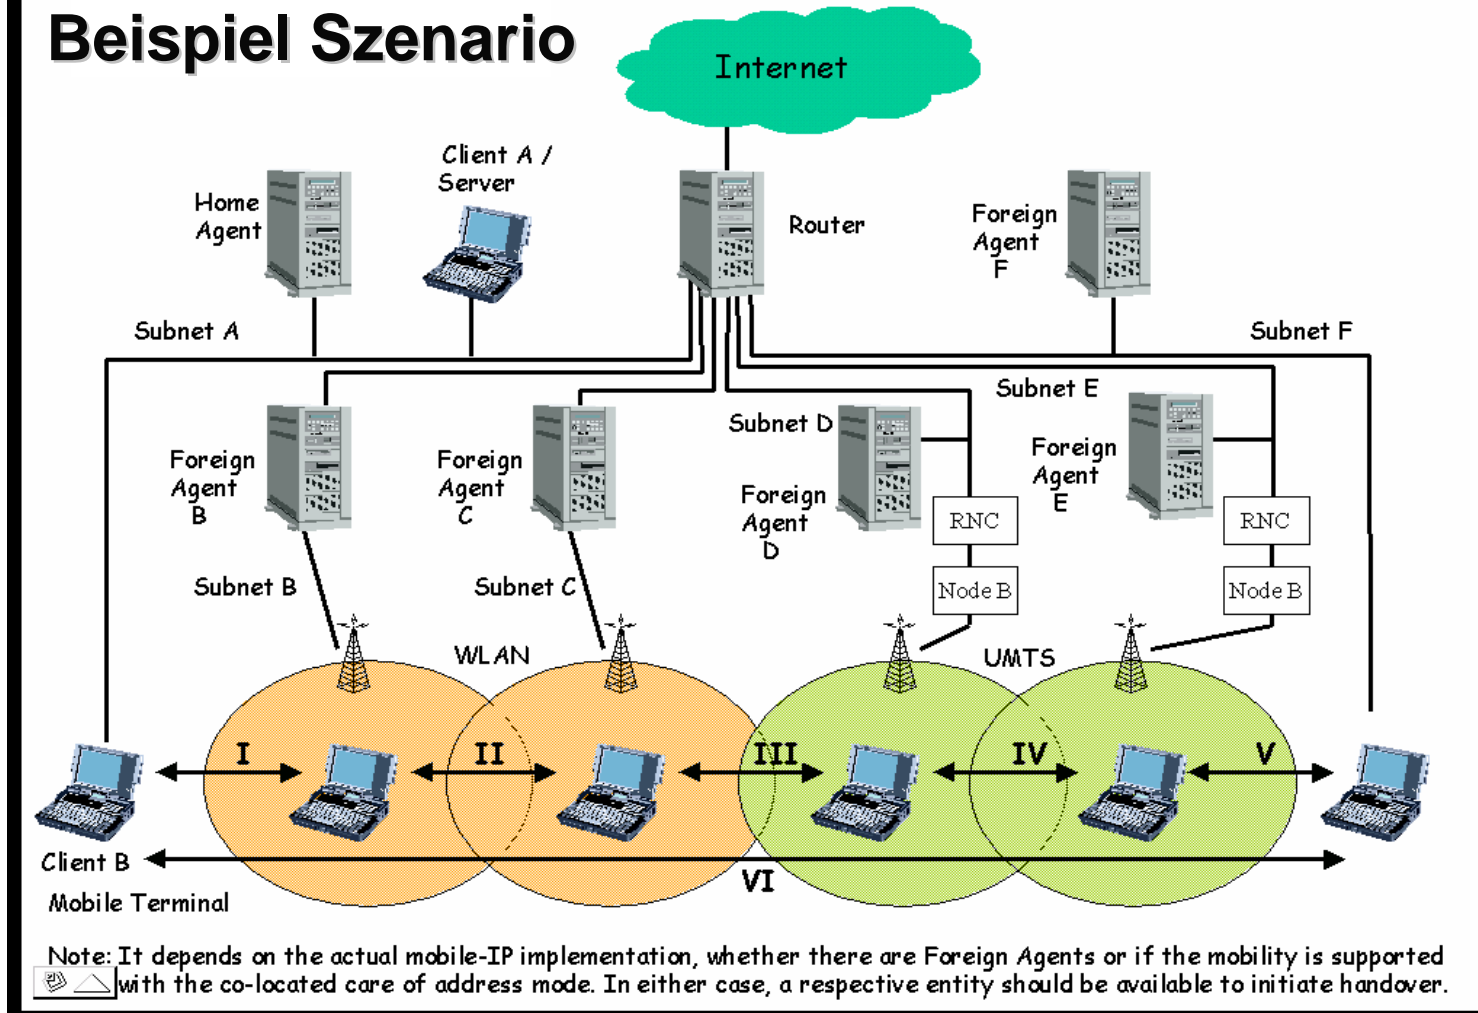 Beispiel Szenario
Internet
Client A /
Server
Home
Agent
Router
Foreign
Agent
F
Subnet A
Subnet F
Subnet E
Subnet D
Foreign
Agent
B
Foreign
Agent
C
Foreign
Agent
D
Foreign
Agent
E
RNC
RNC
Subnet B
Subnet C
Node B
Node B
WLAN
UMTS
I
II
III
IV
V
Client B
VI
Mobile Terminal
Note: It depends on the actual mobile-IP implementation, whether there are Foreign Agents or if the mobility is supported
with the co-located care of address mode. In either case, a respective entity should be available to initiate handover.